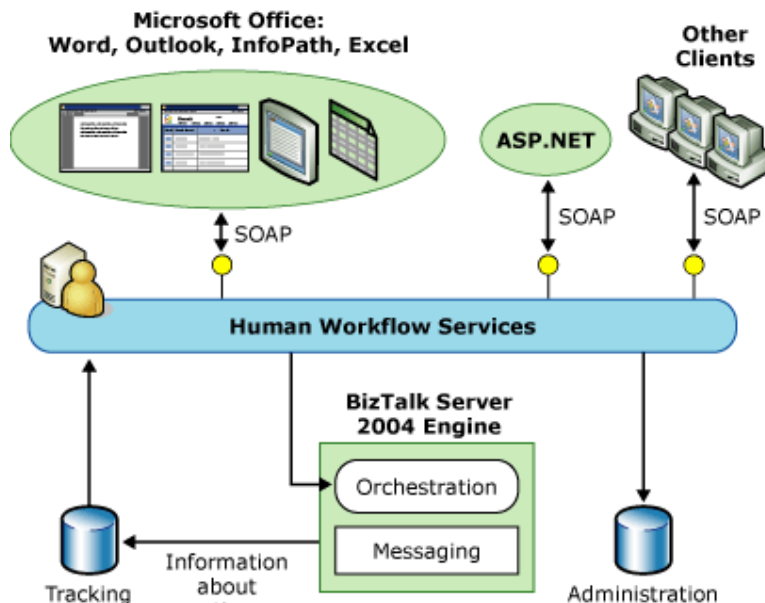 Microsoft Office:
Word, Outlook, InfoPath, Excel
Other
Clients
ASP.NET
SOAP
SOAP
SOAP
Human Workflow Services
BizTalk Server
2004 Engine
Orchestration
Messaging
Information
about
Tracking
Administration